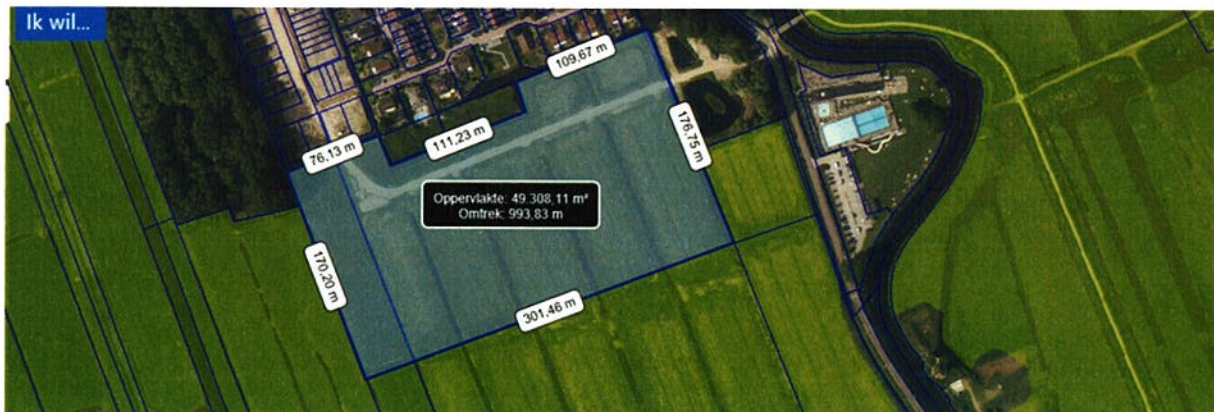 Ik wil...
109,67 m
76,13 m
111,23 m
176,75 m
Oppervlakte: 49.308,11 m²
Omtrek: 993,83 m
170,20 m
301,46 m